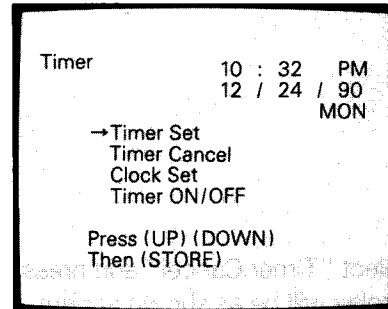 Timer
10 : 32 PM
12 / 24 / 90
MON
→Timer Set
Timer Cancel
Clock Set
Timer ON/OFF
Press (UP) (DOWN)
Then (STORE)